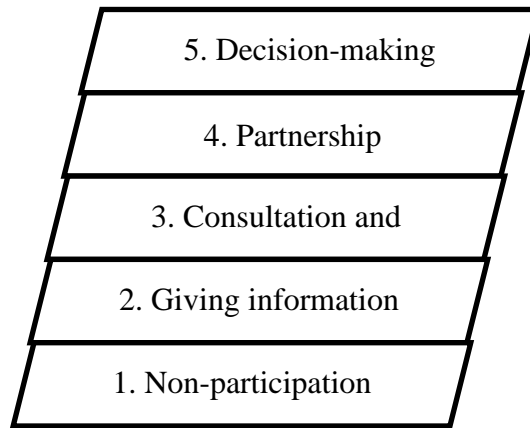 5. Decision-making
4. Partnership
3. Consultation and
2. Giving information
1. Non-participation